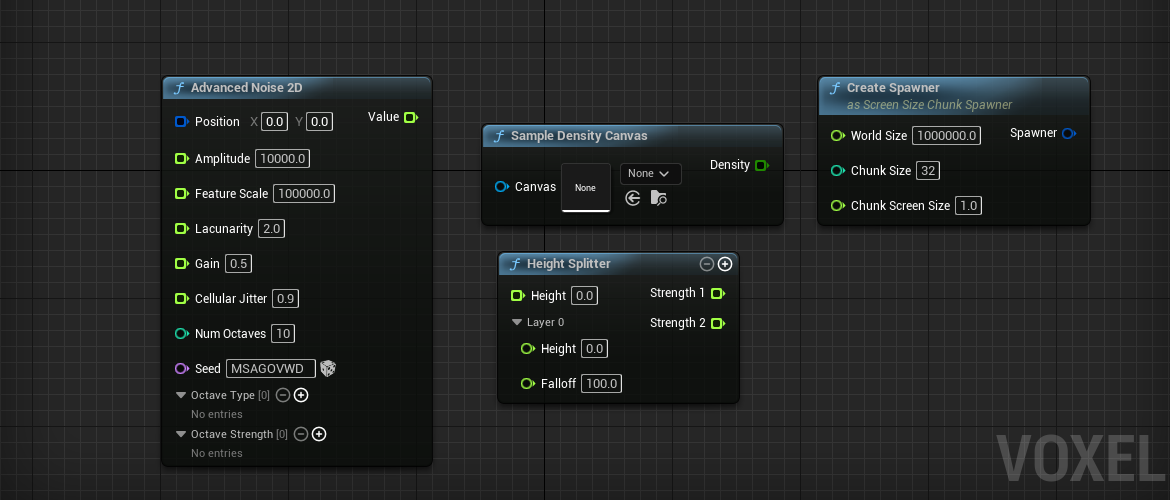 Advanced Noise 2D
Position X 0.0 Y 0.0 Value
Amplitude 10000.0
Feature Scale 100000.0
Lacunarity 2.0
Gain 0.5
Cellular Jitter 0.9
Num Octaves 10
Seed MSAGOVWD
Octave Type [0]
No entries
Octave Strength [0]
No entries
Sample Density Canvas
Canvas None None Density
Height Splitter
Height 0.0 Strength 1
Layer 0 Strength 2
Height 0.0
Falloff 100.0
Create Spawner
as Screen Size Chunk Spawner
World Size 1000000.0 Spawner
Chunk Size 32
Chunk Screen Size 1.0
VOXEL